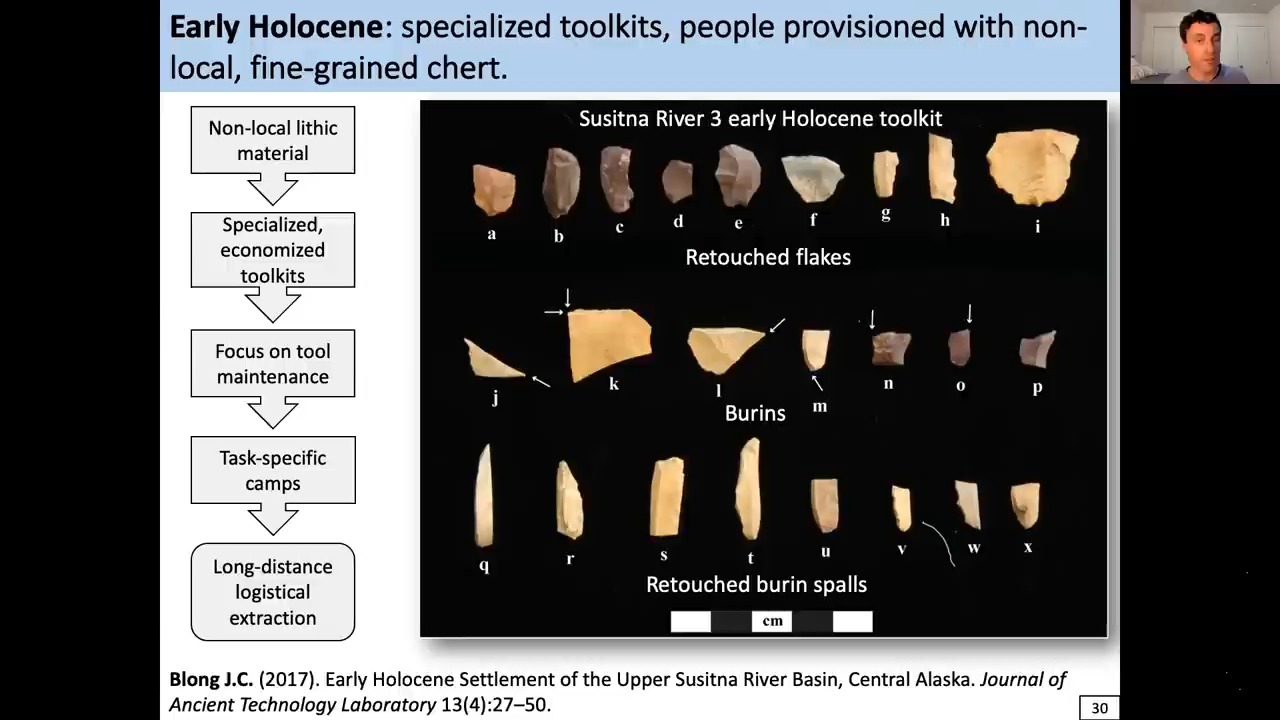 Early Holocene: specialized toolkits, people provisioned with non-
local, fine-grained chert.
Non-local lithic
material
Specialized,
economized
toolkits
Focus on tool
maintenance
Task-specific
camps
Long-distance
logistical
extraction
Susitna River 3 early Holocene toolkit
a b c d e f g h i
Retouched flakes
j k l m n o p
Burins
q r s t u v w x
Retouched burin spalls
cm
Blong J.C. (2017). Early Holocene Settlement of the Upper Susitna River Basin, Central Alaska. Journal of
Ancient Technology Laboratory 13(4):27–50.
30